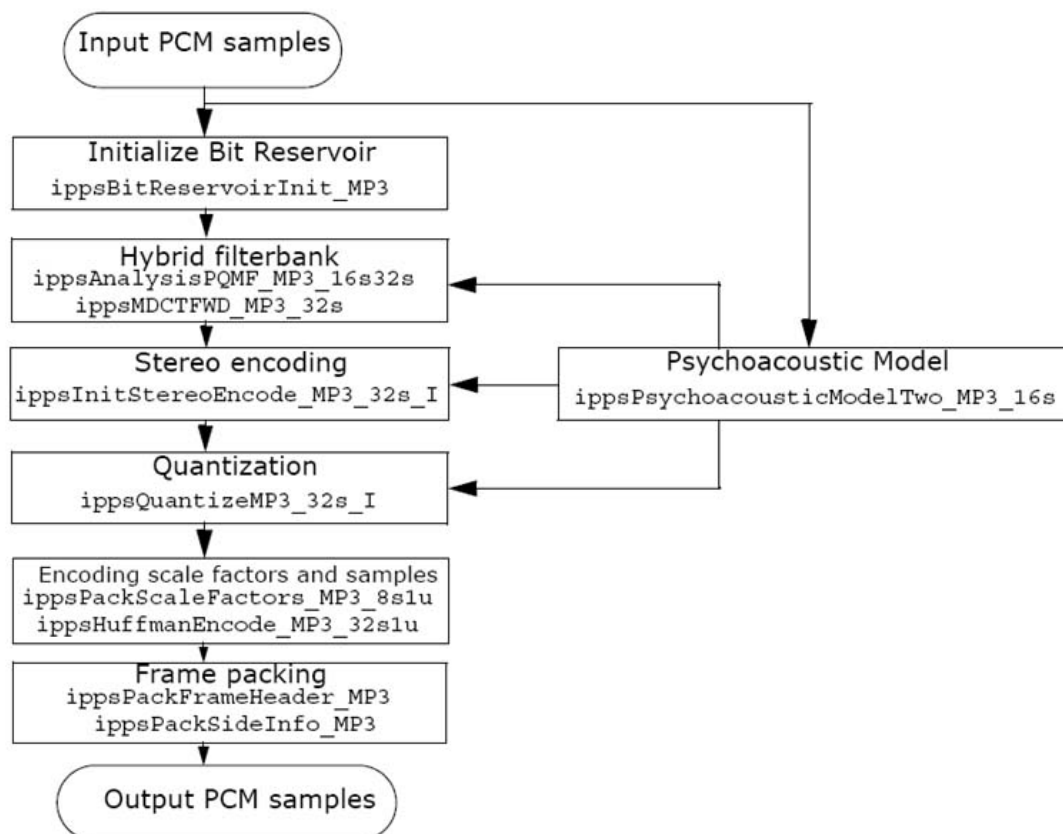 Input PCM samples
Initialize Bit Reservoir
ippsBitReservoirInit_MP3
Hybrid filterbank
ippsAnalysisPQMF_MP3_16s32s
ippsMDCTFWD_MP3_32s
Stereo encoding
ippsInitStereoEncode_MP3_32s_I
Psychoacoustic Model
ippsPsychoacousticModelTwo_MP3_16s
Quantization
ippsQuantizeMP3_32s_I
Encoding scale factors and samples
ippsPackScaleFactors_MP3_8s1u
ippsHuffmanEncode_MP3_32s1u
Frame packing
ippsPackFrameHeader_MP3
ippsPackSideInfo_MP3
Output PCM samples